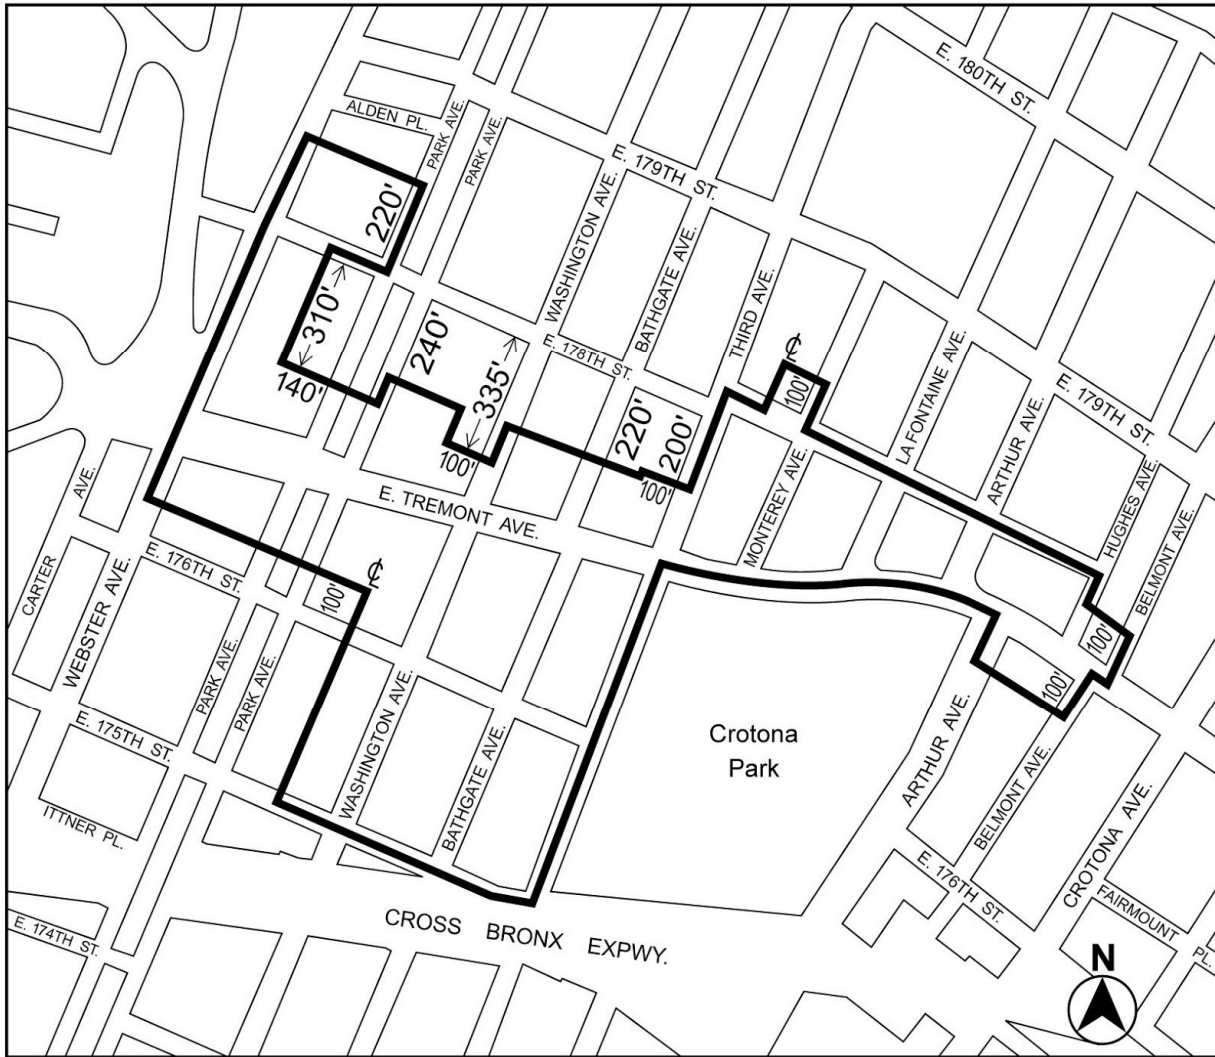 E. 180TH ST.
ALDEN PL.
PARK AVE.
PARK AVE.
E. 179TH ST.
220'
WASHINGTON AVE.
BATHGATE AVE.
THIRD AVE.
310'
240'
335'
E. 178TH ST.
℄
100'
LA FONTAINE AVE.
E. 179TH ST.
140'
100'
220'
200'
100'
ARTHUR AVE.
HUGHES AVE.
BELMONT AVE.
MONTEREY AVE.
E. TREMONT AVE.
CARTER AVE.
WEBSTER AVE.
E. 176TH ST.
℄
100'
100'
100'
PARK AVE.
PARK AVE.
WASHINGTON AVE.
BATHGATE AVE.
E. 175TH ST.
ITTNER PL.
Crotona
Park
ARTHUR AVE.
BELMONT AVE.
CROTONA AVE.
E. 176TH ST.
FAIRMOUNT PL.
E. 174TH ST.
CROSS BRONX EXPWY.
N